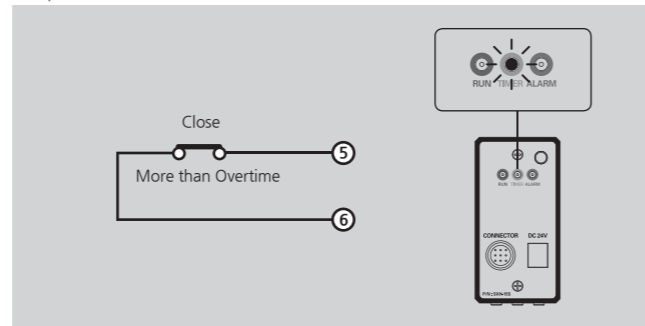 RUN TIMER ALARM
Close
5
More than Overtime
6
RUN TIMER ALARM
CONNECTOR DC 24V